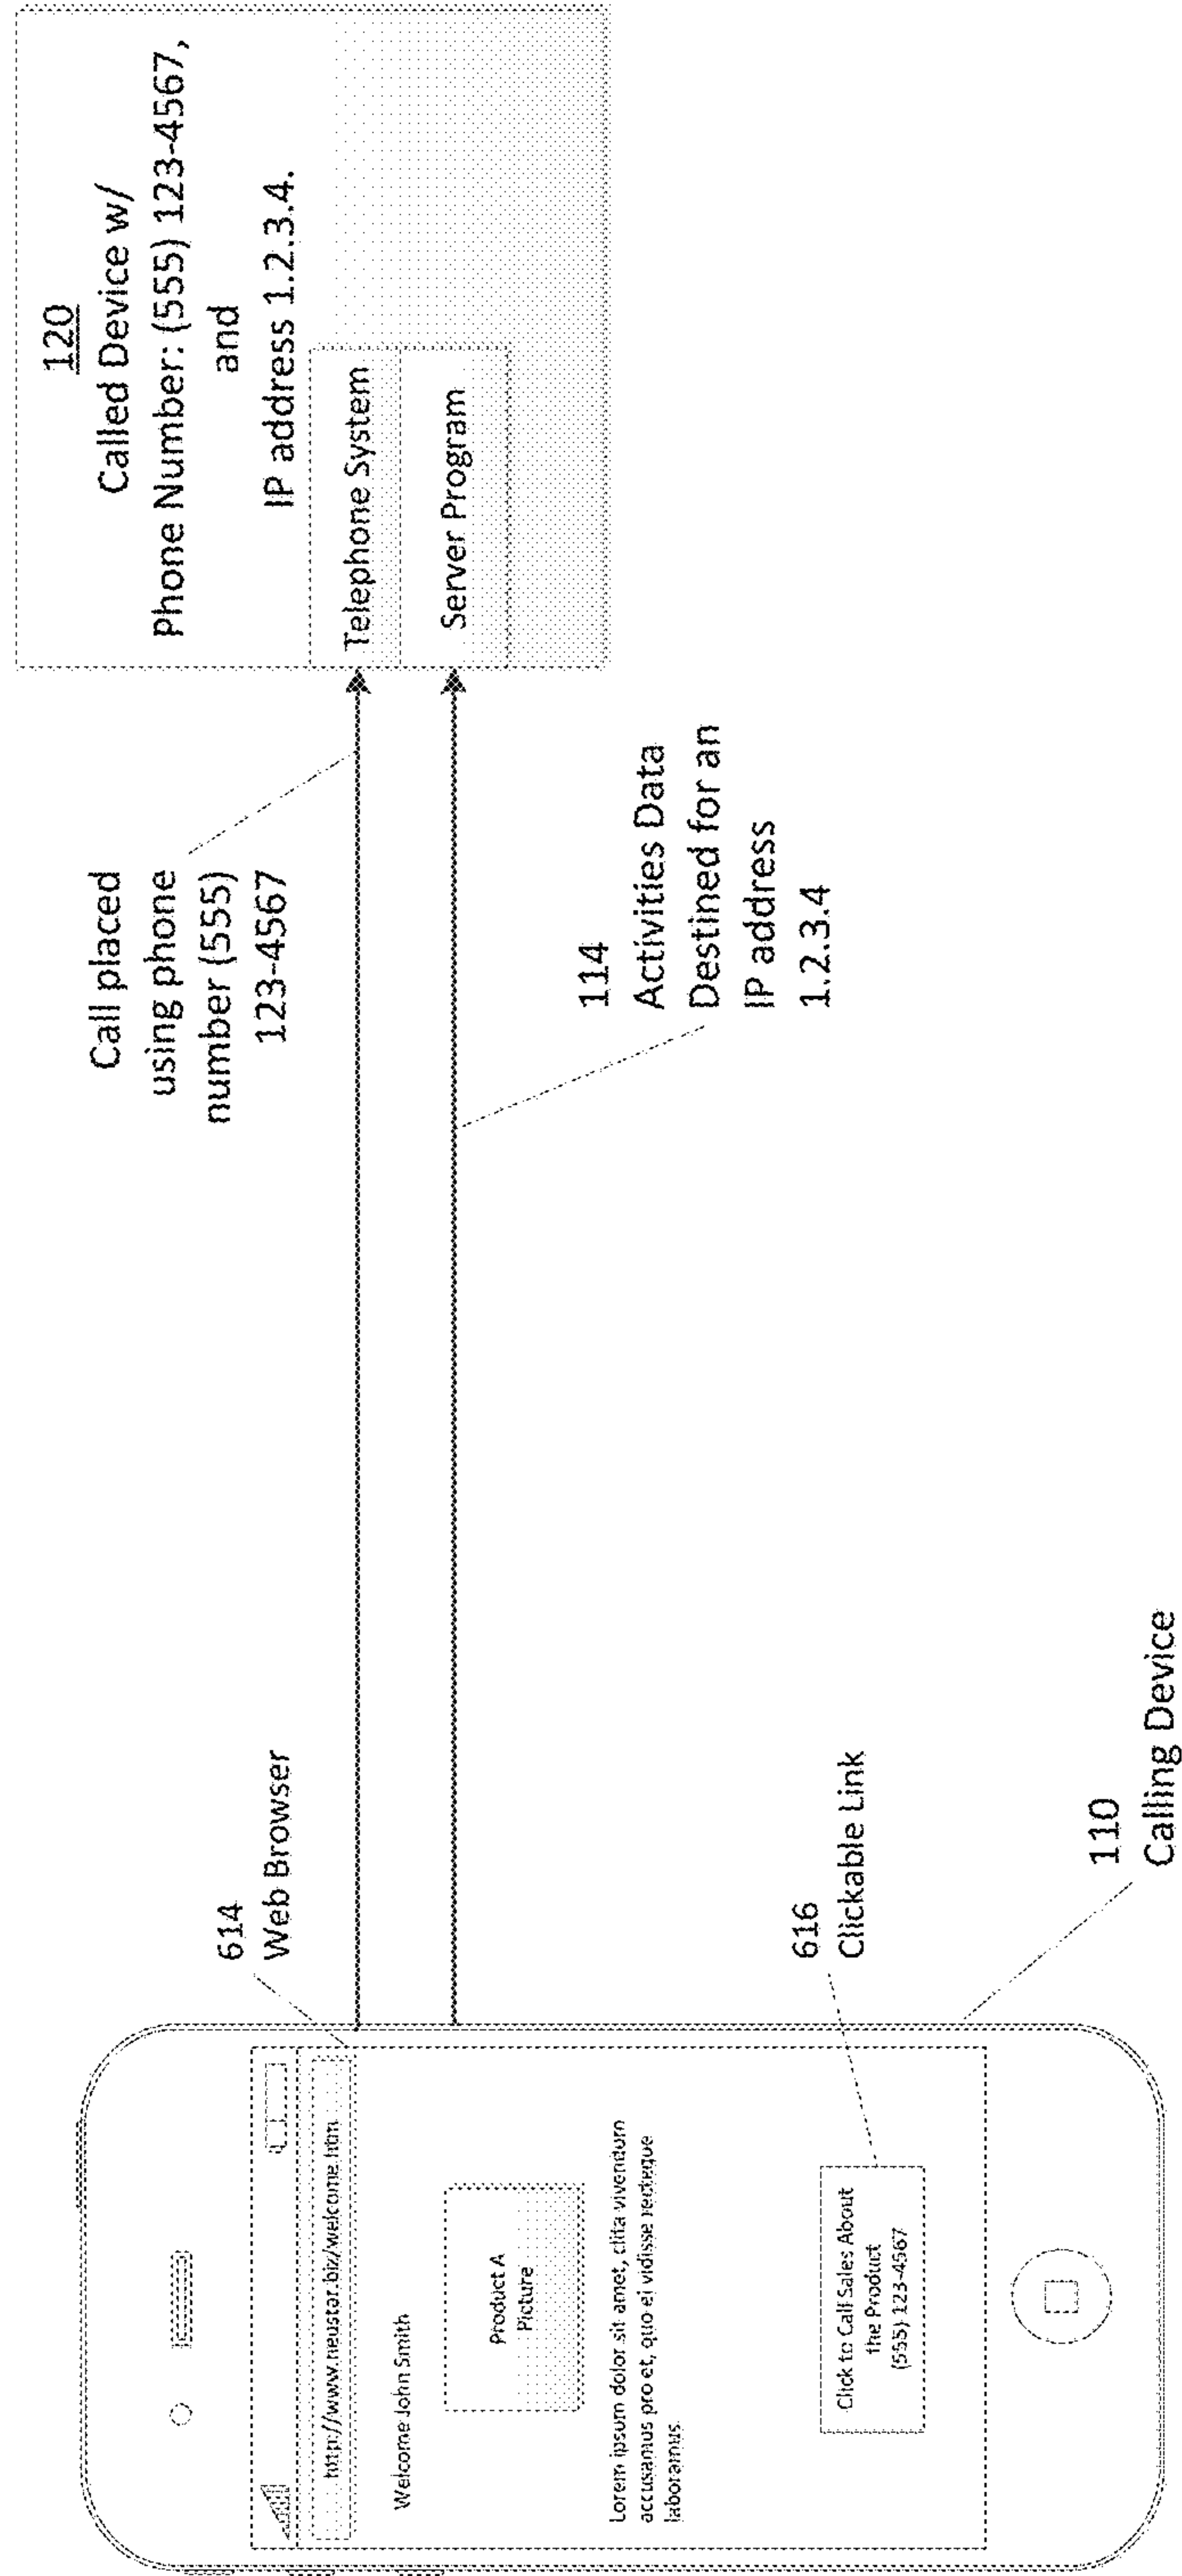 http://www.neustar.biz/welcome.htm
Welcome John Smith
Product A
Picture
Lorem ipsum dolor sit amet, clita vivendum
accusamus pro et, quo ei vidisse recteque
laboramus.
Click to Call Sales About
the Product
(555) 123-4567
614
Web Browser
616
Clickable Link
110
Calling Device
Call placed
using phone
number (555)
123-4567
114
Activities Data
Destined for an
IP address
1.2.3.4
120
Called Device w/
Phone Number: (555) 123-4567,
and
IP address 1.2.3.4.
Telephone System
Server Program